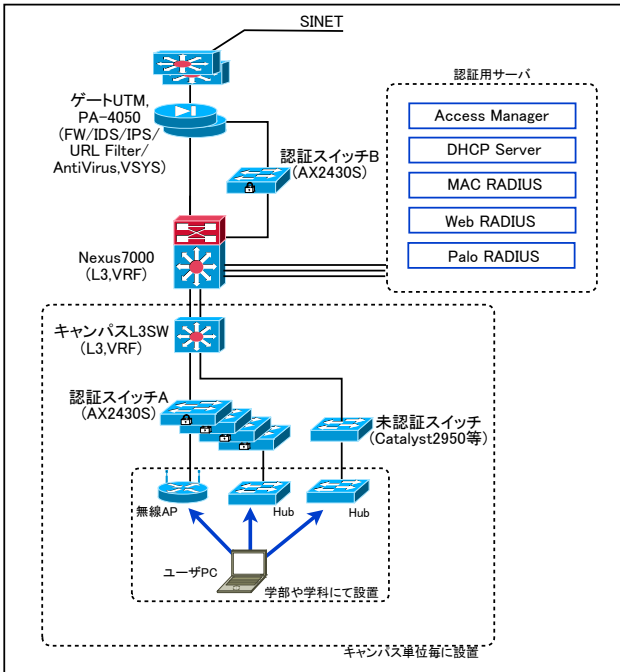 SINET
ゲートUTM,
PA-4050
(FW/IDS/IPS/
URL Filter/
AntiVirus,VSYS)
認証スイッチB
(AX2430S)
認証用サーバ
Access Manager
DHCP Server
MAC RADIUS
Web RADIUS
Palo RADIUS
Nexus7000
(L3,VRF)
キャンパスL3SW
(L3,VRF)
認証スイッチA
(AX2430S)
未認証スイッチ
(Catalyst2950等)
無線AP
Hub
Hub
ユーザPC
学部や学科にて設置
キャンパス単位毎に設置